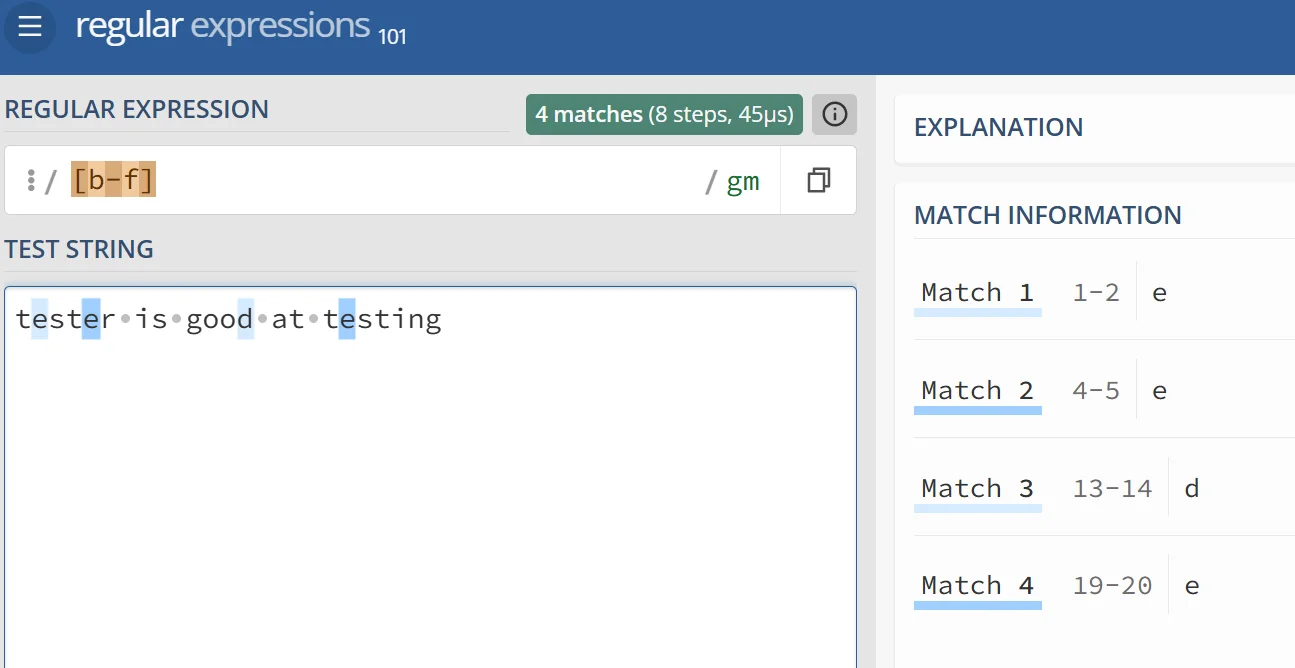 regular expressions 101
REGULAR EXPRESSION
4 matches (8 steps, 45μs)
/ [b-f] / gm
TEST STRING
tester·is·good·at·testing
EXPLANATION
MATCH INFORMATION
Match 1 1-2 e
Match 2 4-5 e
Match 3 13-14 d
Match 4 19-20 e